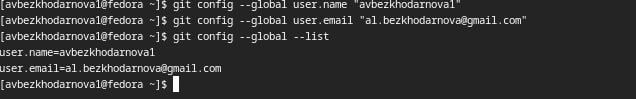 [avbezkhodarnova1@fedora ~]$ git config --global user.name "avbezkhodarnova1"
[avbezkhodarnova1@fedora ~]$ git config --global user.email "al.bezkhodarnova@gmail.com"
[avbezkhodarnova1@fedora ~]$ git config --global --list
user.name=avbezkhodarnova1
user.email=al.bezkhodarnova@gmail.com
[avbezkhodarnova1@fedora ~]$